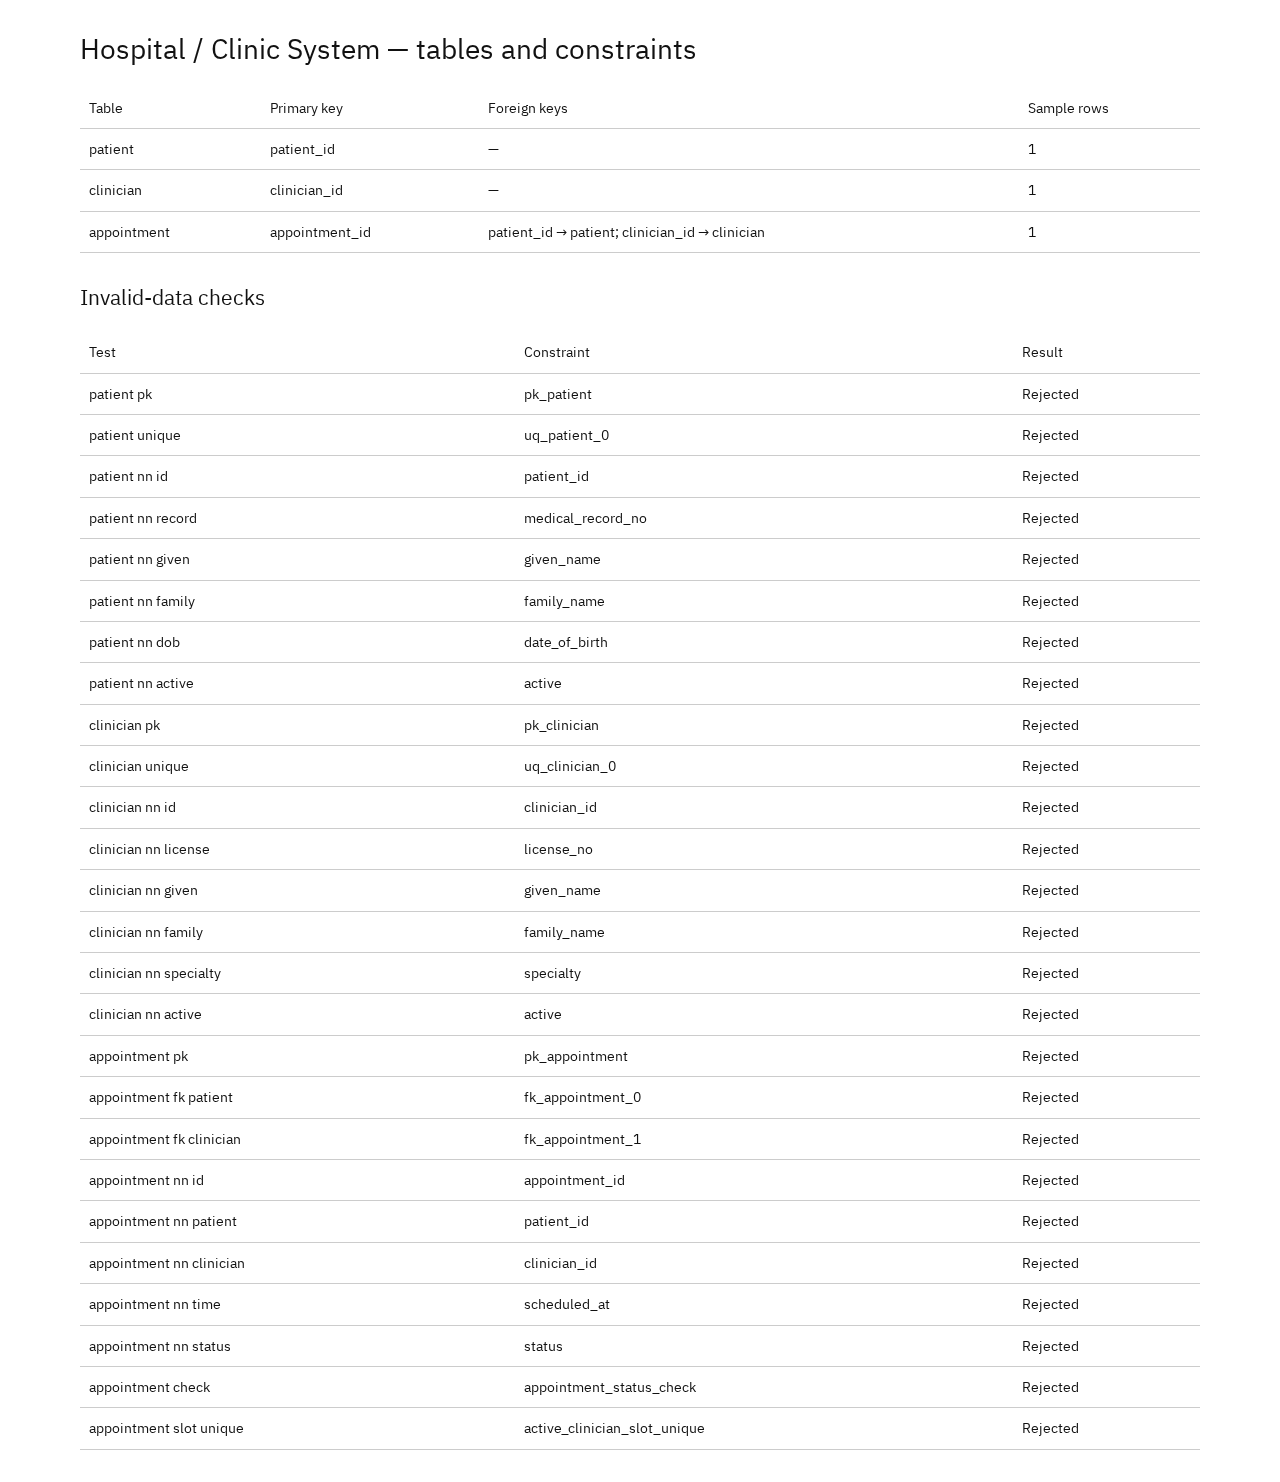 Hospital / Clinic System — tables and constraints
Table Primary key Foreign keys Sample rows
patient patient_id — 1
clinician clinician_id — 1
appointment appointment_id patient_id → patient; clinician_id → clinician 1
Invalid-data checks
Test Constraint Result
patient pk pk_patient Rejected
patient unique uq_patient_0 Rejected
patient nn id patient_id Rejected
patient nn record medical_record_no Rejected
patient nn given given_name Rejected
patient nn family family_name Rejected
patient nn dob date_of_birth Rejected
patient nn active active Rejected
clinician pk pk_clinician Rejected
clinician unique uq_clinician_0 Rejected
clinician nn id clinician_id Rejected
clinician nn license license_no Rejected
clinician nn given given_name Rejected
clinician nn family family_name Rejected
clinician nn specialty specialty Rejected
clinician nn active active Rejected
appointment pk pk_appointment Rejected
appointment fk patient fk_appointment_0 Rejected
appointment fk clinician fk_appointment_1 Rejected
appointment nn id appointment_id Rejected
appointment nn patient patient_id Rejected
appointment nn clinician clinician_id Rejected
appointment nn time scheduled_at Rejected
appointment nn status status Rejected
appointment check appointment_status_check Rejected
appointment slot unique active_clinician_slot_unique Rejected